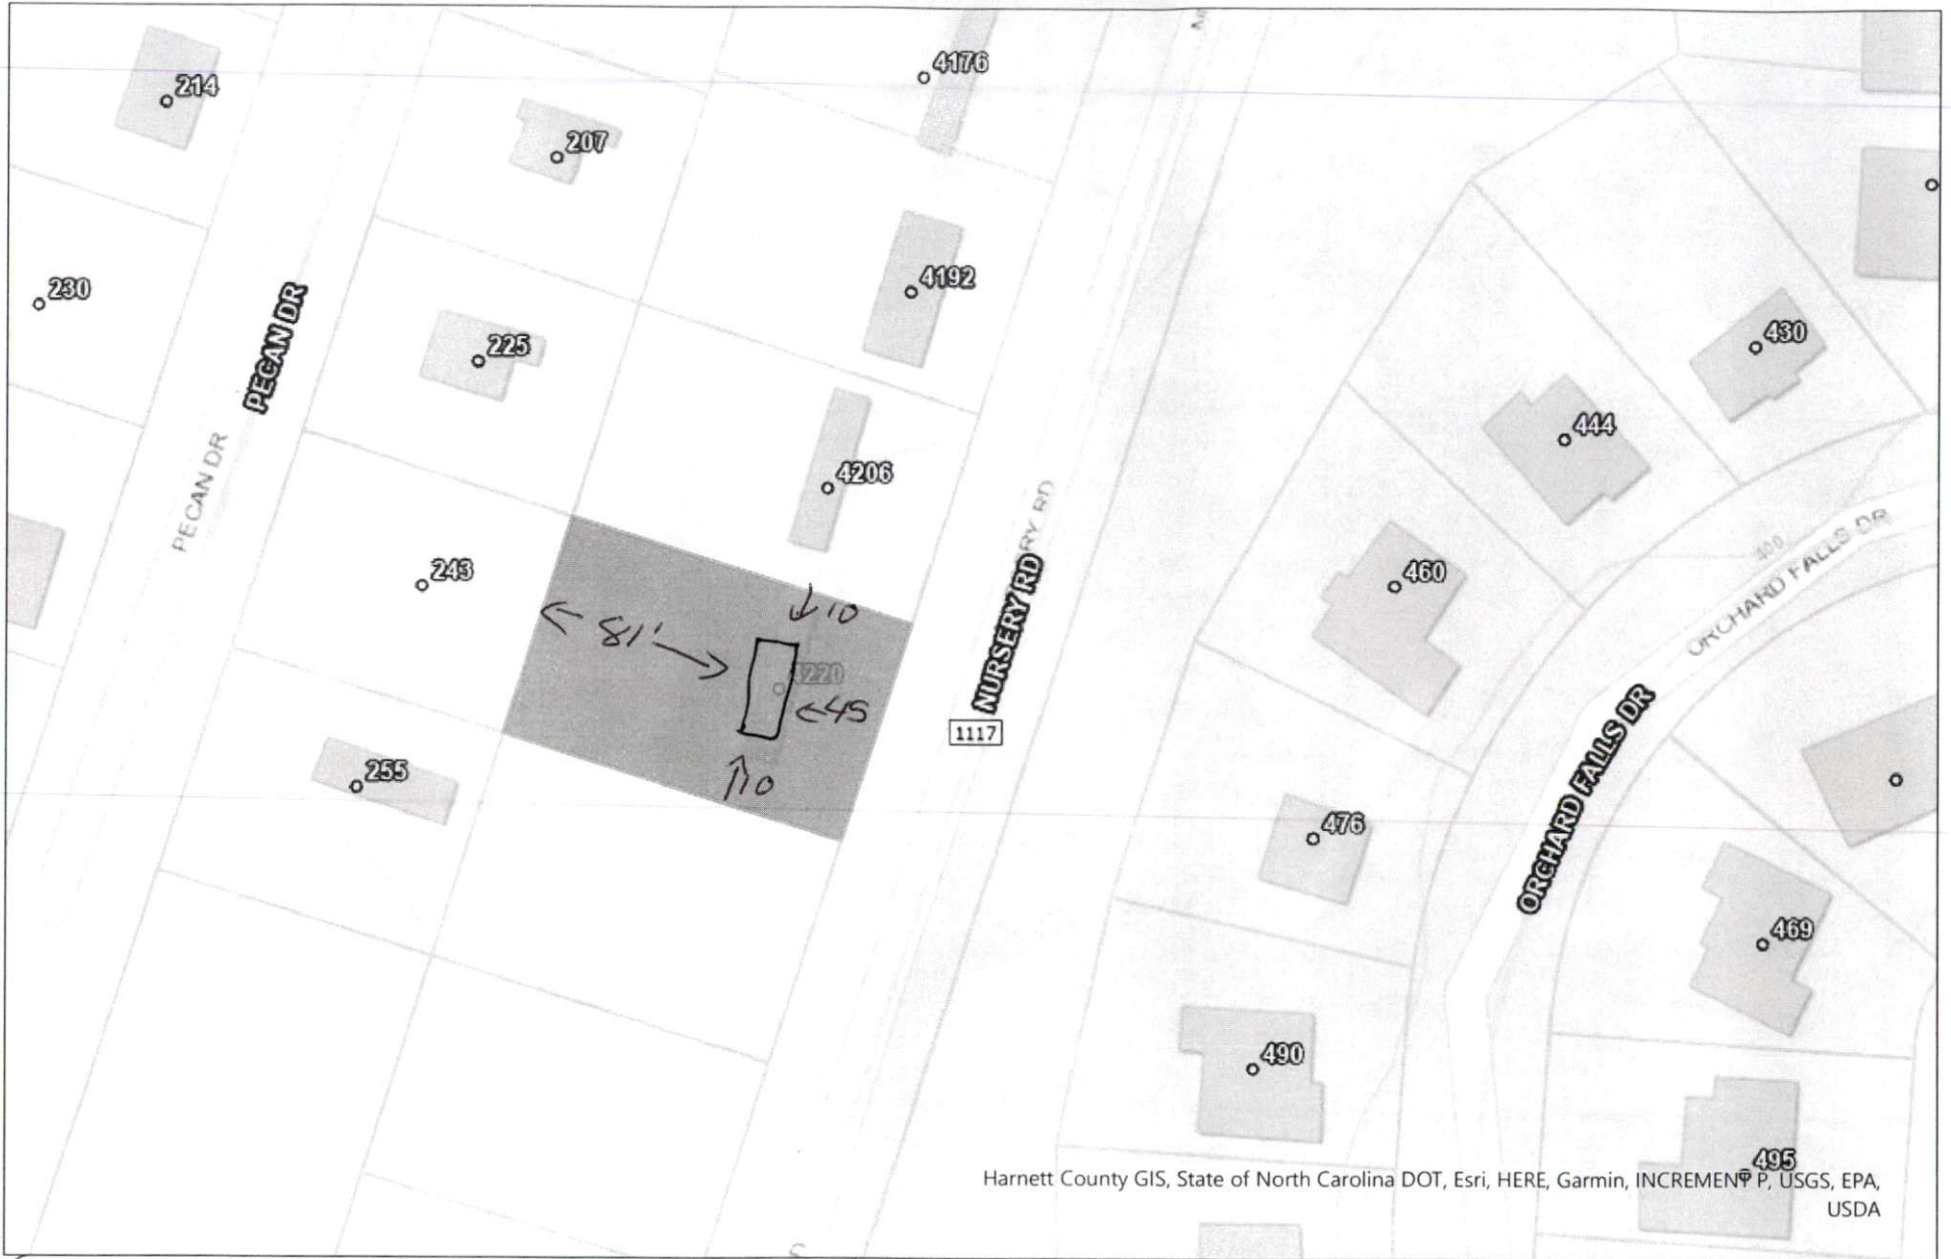 4176
214
207
4192
230
PECAN DR
225
430
444
4206
PECAN DR
NURSERY RD
ORCHARD FALLS DR
400
243
460
↓ 10
← 81' →
4220
← 45
NURSERY RD
1117
↑10
255
ORCHARD FALLS DR
476
469
490
495
Harnett County GIS, State of North Carolina DOT, Esri, HERE, Garmin, INCREMENT P, USGS, EPA,
USDA